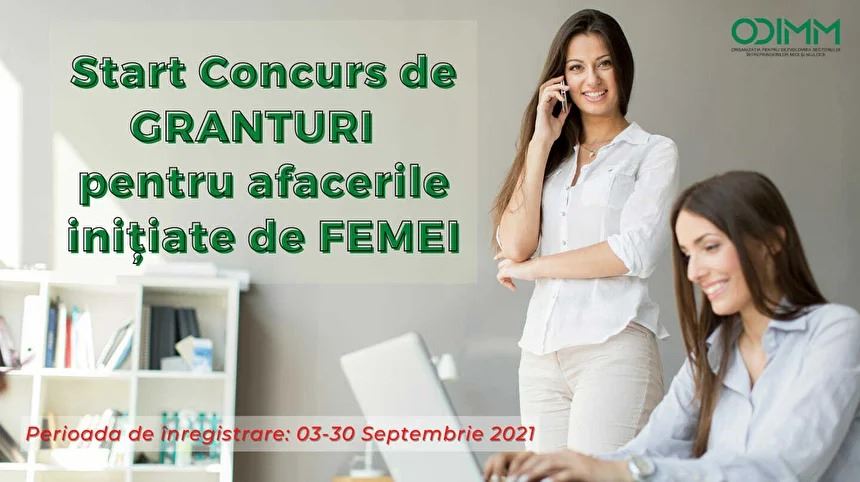 Start Concurs de
GRANTURI
pentru afacerile
inițiate de FEMEI
ODIMM
ORGANIZAȚIA PENTRU DEZVOLTAREA SECTORULUI
ÎNTREPRINDERILOR MICI ȘI MIJLOCII
Perioada de înregistrare: 03-30 Septembrie 2021